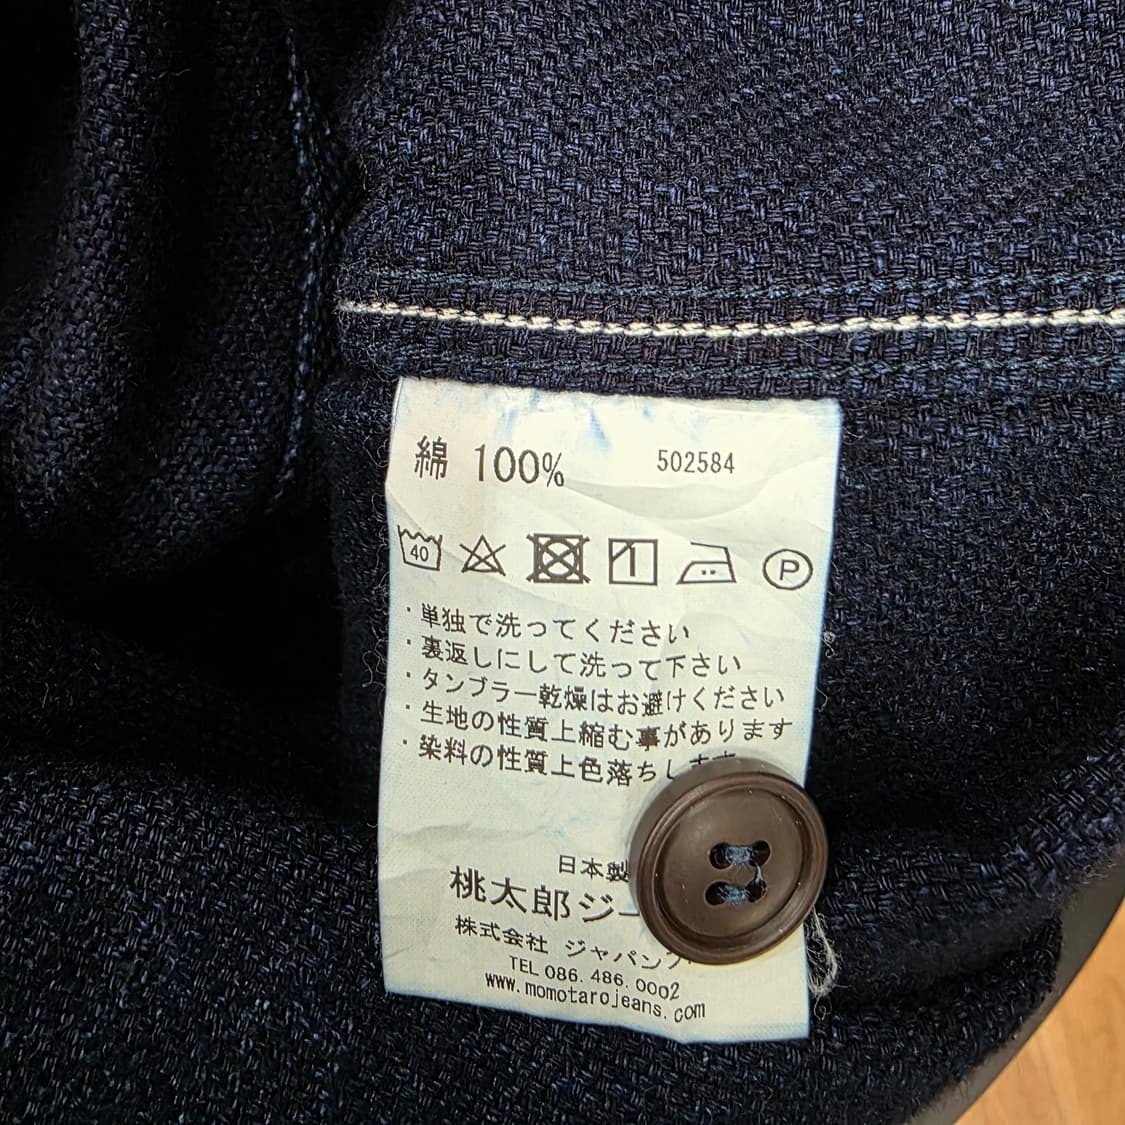 綿 100% 502584
40 P
・単独で洗ってください
・裏返しにして洗って下さい
・タンブラー乾燥はお避けください
・生地の性質上縮む事があります
・染料の性質上色落ちします
日本製
桃太郎ジー
株式会社 ジャパンブ
TEL 086.486.0002
www.momotarojeans.com